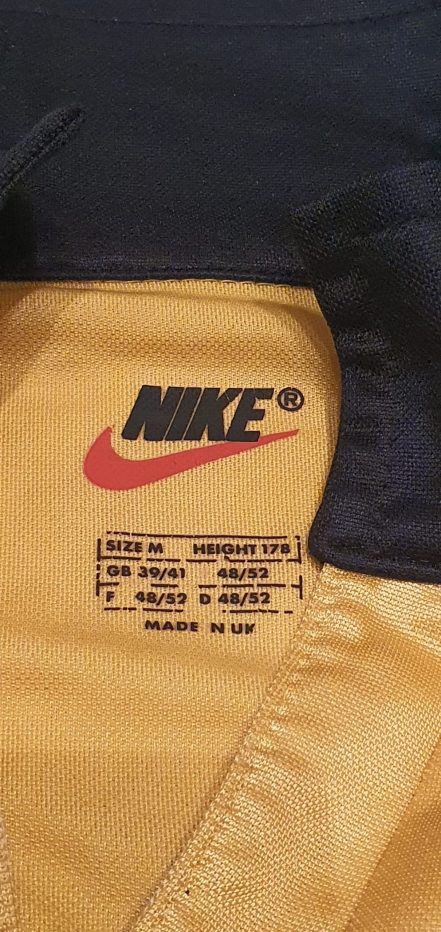 NIKE®
SIZE M HEIGHT 178
GB 39/41 48/52
F 48/52 D 48/52
MADE N UK